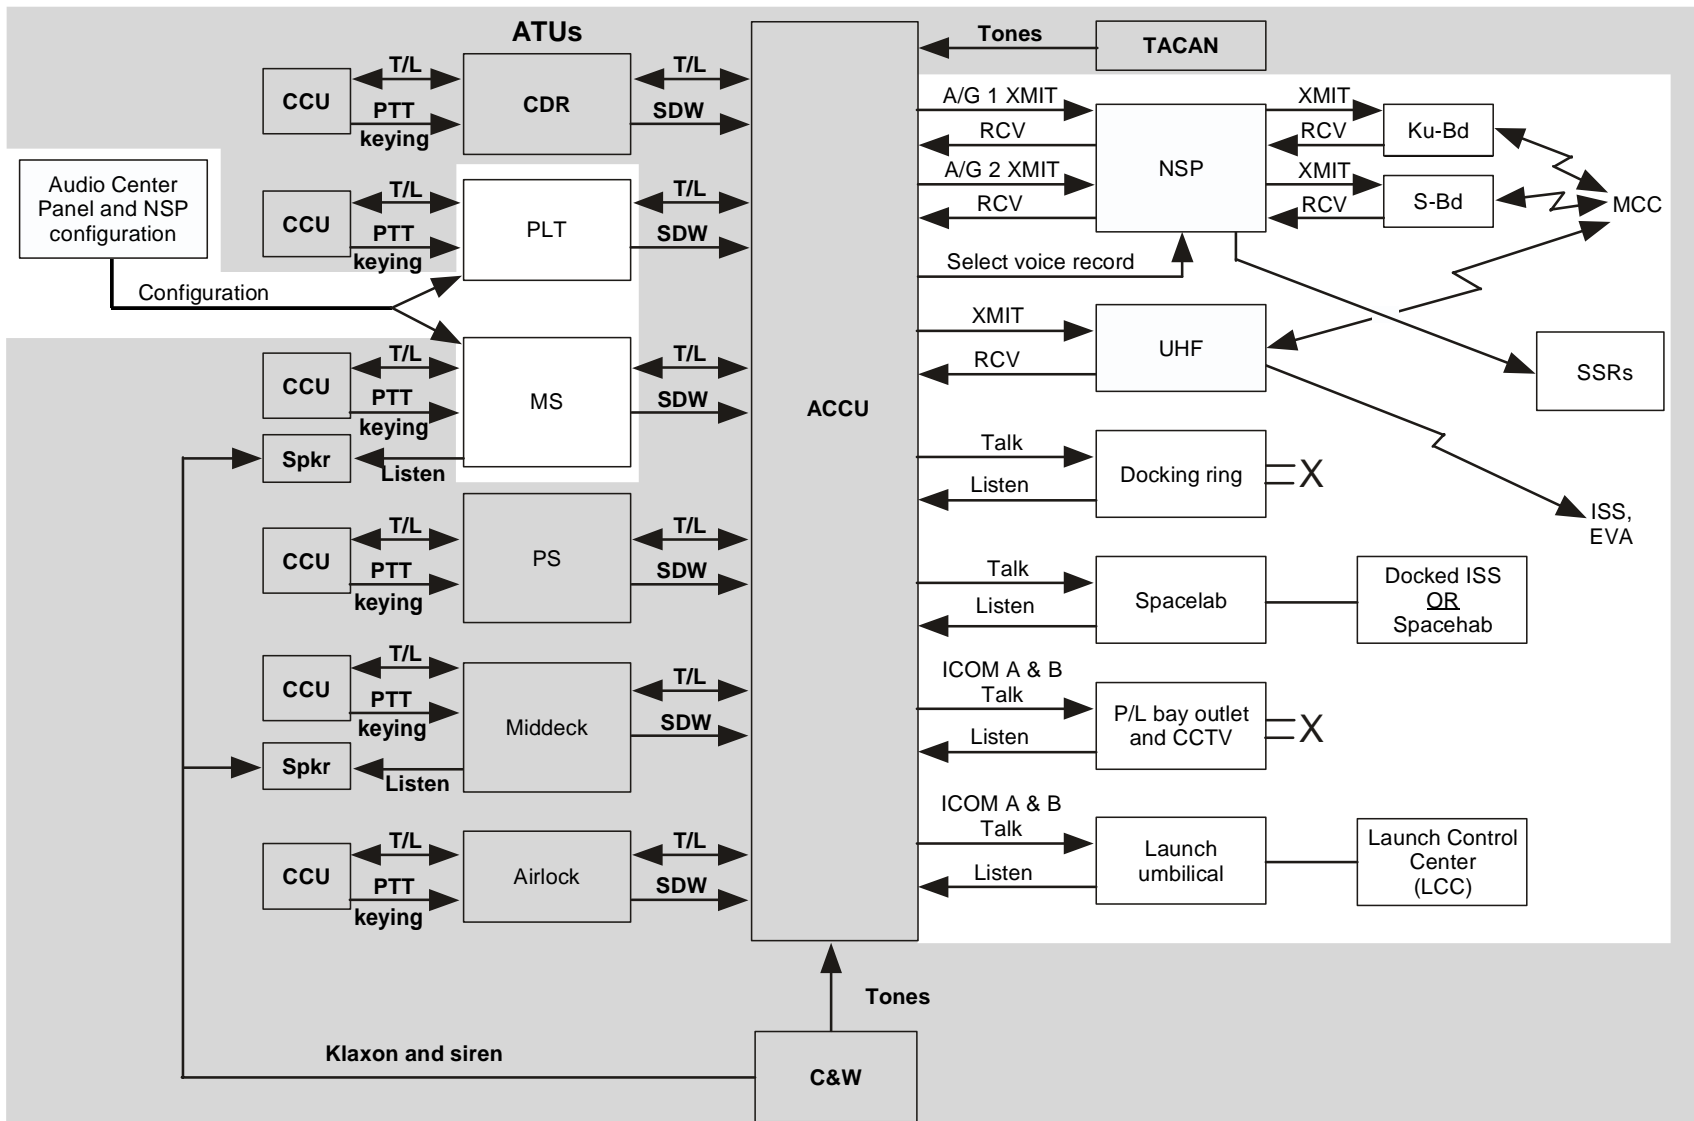 ATUs
CCU
T/L
PTT
keying
CDR
T/L
SDW
Audio Center
Panel and NSP
configuration
Configuration
CCU
T/L
PTT
keying
PLT
T/L
SDW
CCU
T/L
PTT
keying
MS
T/L
SDW
Spkr
Listen
CCU
T/L
PTT
keying
PS
T/L
SDW
CCU
T/L
PTT
keying
Middeck
T/L
SDW
Spkr
Listen
CCU
T/L
PTT
keying
Airlock
T/L
SDW
Klaxon and siren
ACCU
Tones
C&W
Tones
TACAN
A/G 1 XMIT
RCV
A/G 2 XMIT
RCV
Select voice record
NSP
XMIT
RCV
Ku-Bd
XMIT
RCV
S-Bd
MCC
XMIT
RCV
UHF
SSRs
Talk
Listen
Docking ring
X
ISS,
EVA
Talk
Listen
Spacelab
Docked ISS
OR
Spacehab
ICOM A & B
Talk
Listen
P/L bay outlet
and CCTV
X
ICOM A & B
Talk
Listen
Launch
umbilical
Launch Control
Center
(LCC)